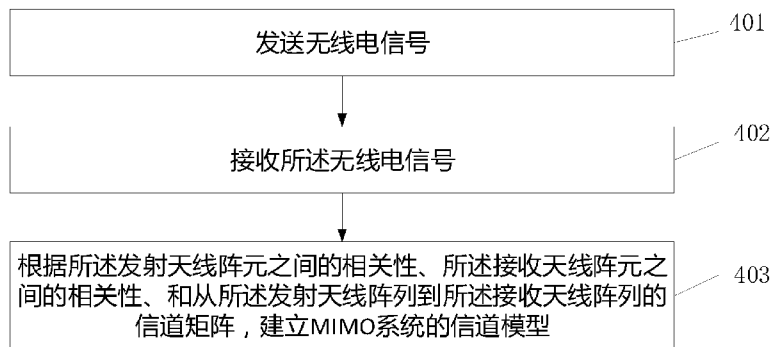 发送无线电信号
401
接收所述无线电信号
402
根据所述发射天线阵元之间的相关性、所述接收天线阵元之
间的相关性、和从所述发射天线阵列到所述接收天线阵列的
信道矩阵，建立MIMO系统的信道模型
403